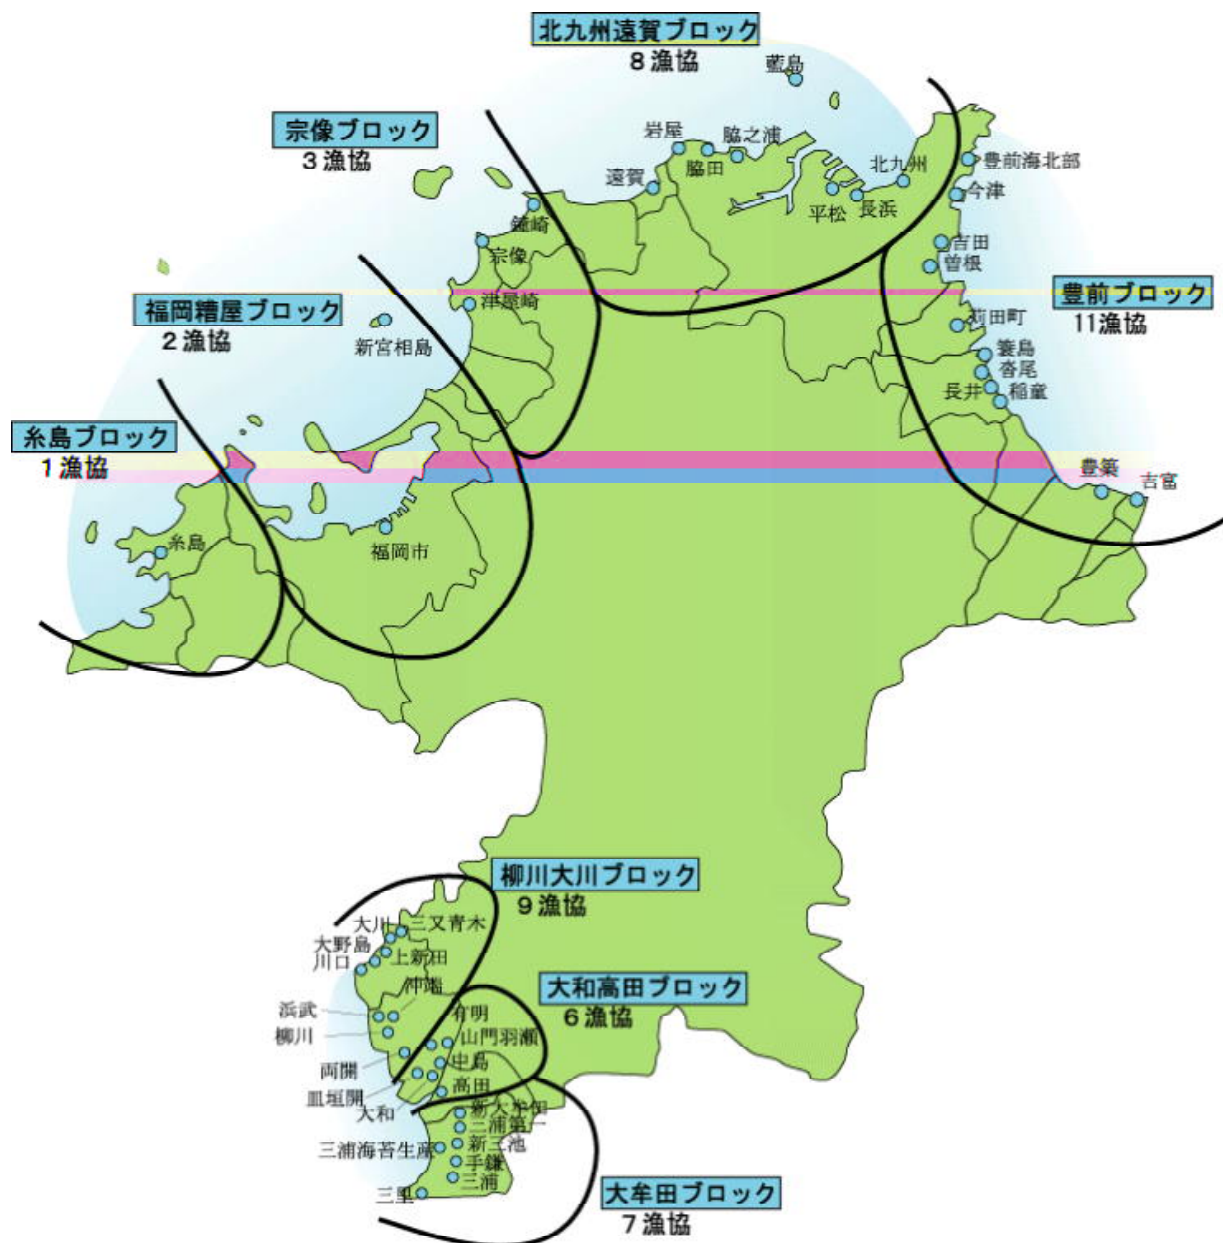 北九州遠賀ブロック
8漁協
藍島
宗像ブロック
3漁協
岩屋
脇之浦
脇田
遠賀
北九州
平松
長浜
豊前海北部
今津
鐘崎
宗像
吉田
曽根
福岡糟屋ブロック
2漁協
津屋崎
新宮相島
豊前ブロック
11漁協
苅田町
簑島
沓尾
長井
稲童
糸島ブロック
1漁協
豊築
吉富
糸島
福岡市
柳川大川ブロック
9漁協
大川
三又青木
大野島
川口
上新田
沖端
浜武
柳川
有明
大和高田ブロック
6漁協
山門羽瀬
両開
中島
皿垣開
高田
大和
新大牟田
三浦第一
三浦海苔生産
新三池
手鎌
三浦
三里
大牟田ブロック
7漁協